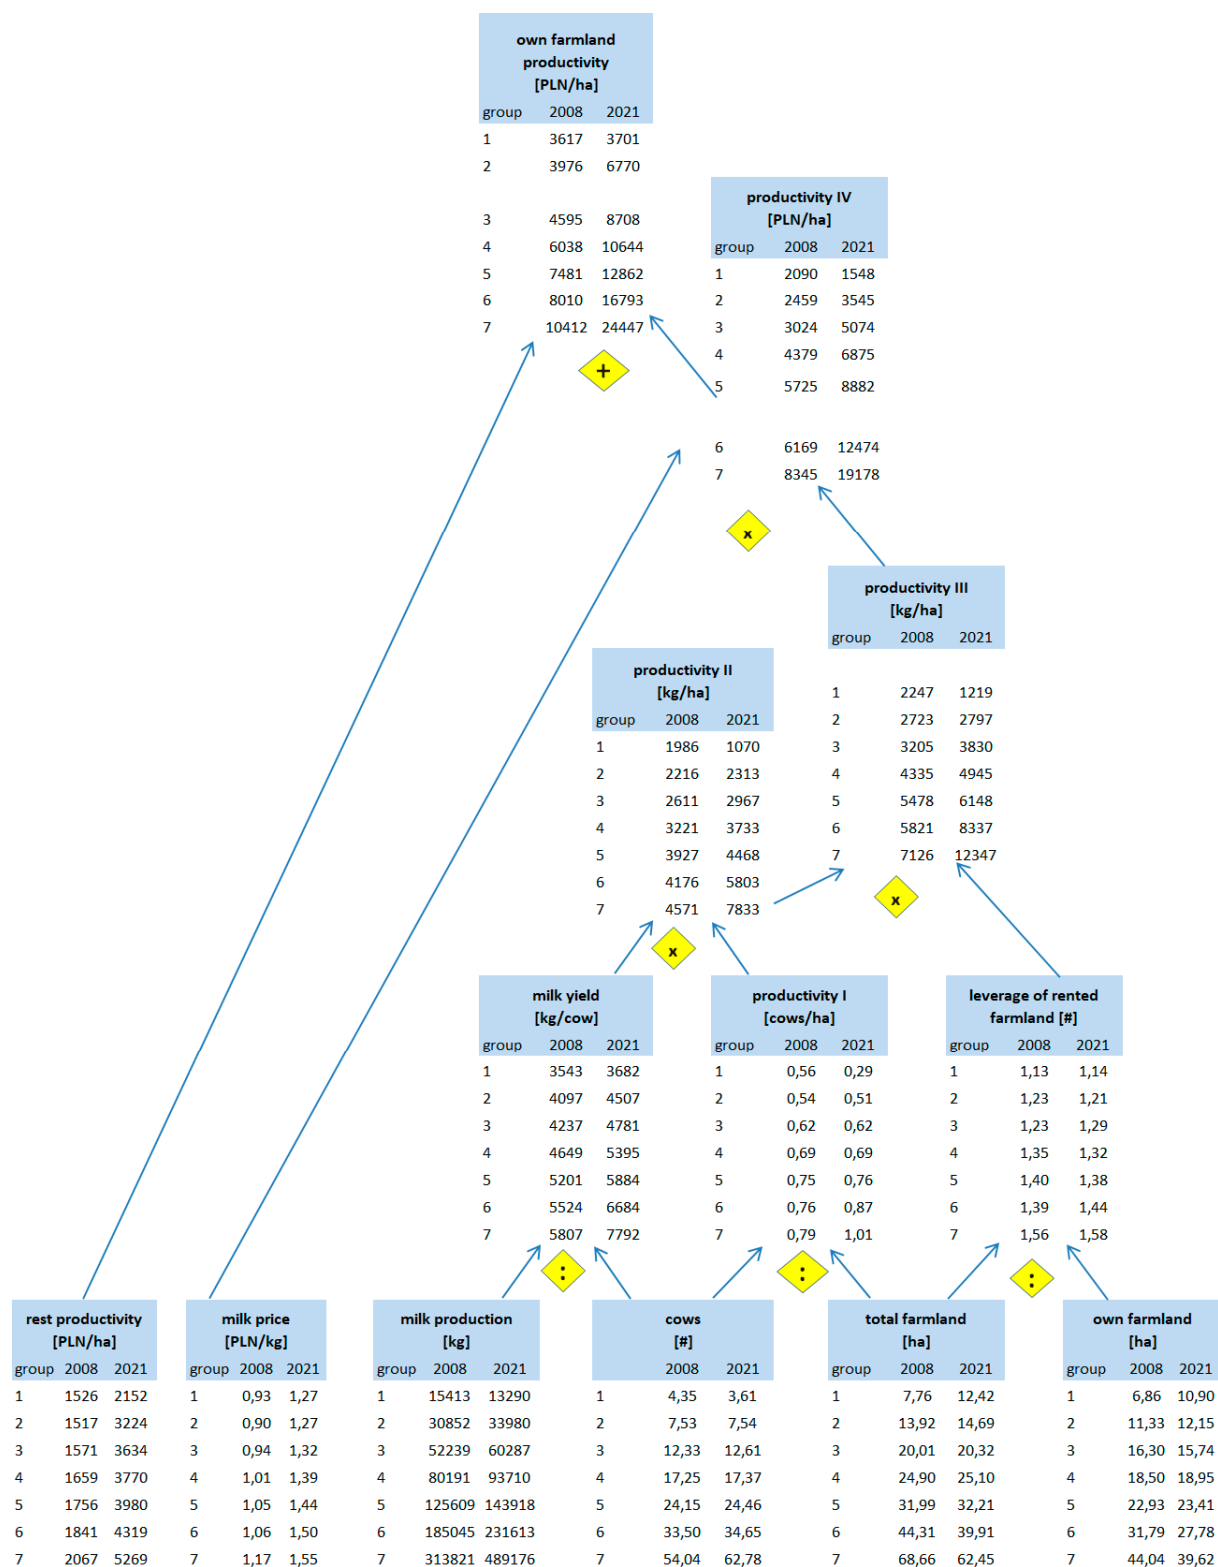 own farmland
productivity
[PLN/ha]
group 2008 2021
1 3617 3701
2 3976 6770
3 4595 8708
4 6038 10644
5 7481 12862
6 8010 16793
7 10412 24447
+
productivity IV
[PLN/ha]
group 2008 2021
1 2090 1548
2 2459 3545
3 3024 5074
4 4379 6875
5 5725 8882
6 6169 12474
7 8345 19178
x
productivity III
[kg/ha]
group 2008 2021
1 2247 1219
2 2723 2797
3 3205 3830
4 4335 4945
5 5478 6148
6 5821 8337
7 7126 12347
x
productivity II
[kg/ha]
group 2008 2021
1 1986 1070
2 2216 2313
3 2611 2967
4 3221 3733
5 3927 4468
6 4176 5803
7 4571 7833
x
milk yield
[kg/cow]
group 2008 2021
1 3543 3682
2 4097 4507
3 4237 4781
4 4649 5395
5 5201 5884
6 5524 6684
7 5807 7792
:
productivity I
[cows/ha]
group 2008 2021
1 0,56 0,29
2 0,54 0,51
3 0,62 0,62
4 0,69 0,69
5 0,75 0,76
6 0,76 0,87
7 0,79 1,01
:
leverage of rented
farmland [#]
group 2008 2021
1 1,13 1,14
2 1,23 1,21
3 1,23 1,29
4 1,35 1,32
5 1,40 1,38
6 1,39 1,44
7 1,56 1,58
:
rest productivity
[PLN/ha]
group 2008 2021
1 1526 2152
2 1517 3224
3 1571 3634
4 1659 3770
5 1756 3980
6 1841 4319
7 2067 5269
milk price
[PLN/kg]
group 2008 2021
1 0,93 1,27
2 0,90 1,27
3 0,94 1,32
4 1,01 1,39
5 1,05 1,44
6 1,06 1,50
7 1,17 1,55
milk production
[kg]
group 2008 2021
1 15413 13290
2 30852 33980
3 52239 60287
4 80191 93710
5 125609 143918
6 185045 231613
7 313821 489176
cows
[#]
2008 2021
1 4,35 3,61
2 7,53 7,54
3 12,33 12,61
4 17,25 17,37
5 24,15 24,46
6 33,50 34,65
7 54,04 62,78
total farmland
[ha]
group 2008 2021
1 7,76 12,42
2 13,92 14,69
3 20,01 20,32
4 24,90 25,10
5 31,99 32,21
6 44,31 39,91
7 68,66 62,45
own farmland
[ha]
group 2008 2021
1 6,86 10,90
2 11,33 12,15
3 16,30 15,74
4 18,50 18,95
5 22,93 23,41
6 31,79 27,78
7 44,04 39,62